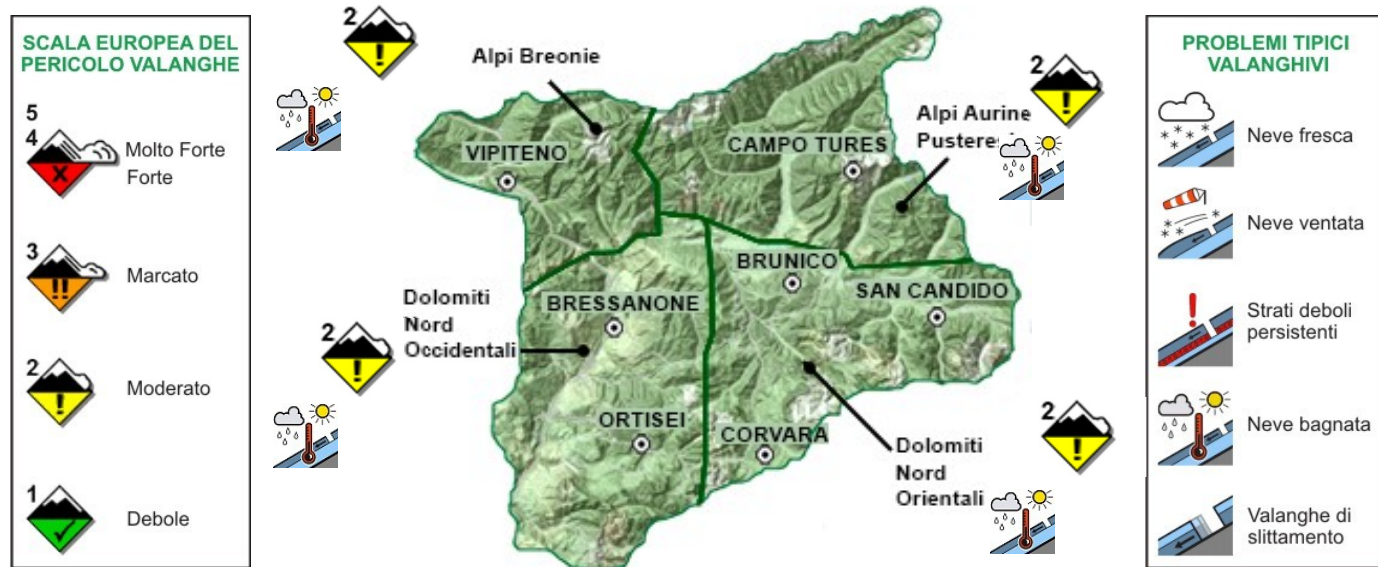 SCALA EUROPEA DEL
PERICOLO VALANGHE
5
4
Molto Forte
Forte
3
Marcato
2
Moderato
1
Debole
2
Alpi Breonie
VIPITENO
CAMPO TURES
2
Alpi Aurine
BRUNICO
BRESSANONE
SAN CANDIDO
Dolomiti
Nord
Occidentali
2
ORTISEI
CORVARA
Dolomiti
Nord
Orientali
2
PROBLEMI TIPICI
VALANGHIVI
Neve fresca
Neve ventata
Strati deboli
persistenti
Neve bagnata
Valanghe di
slittamento